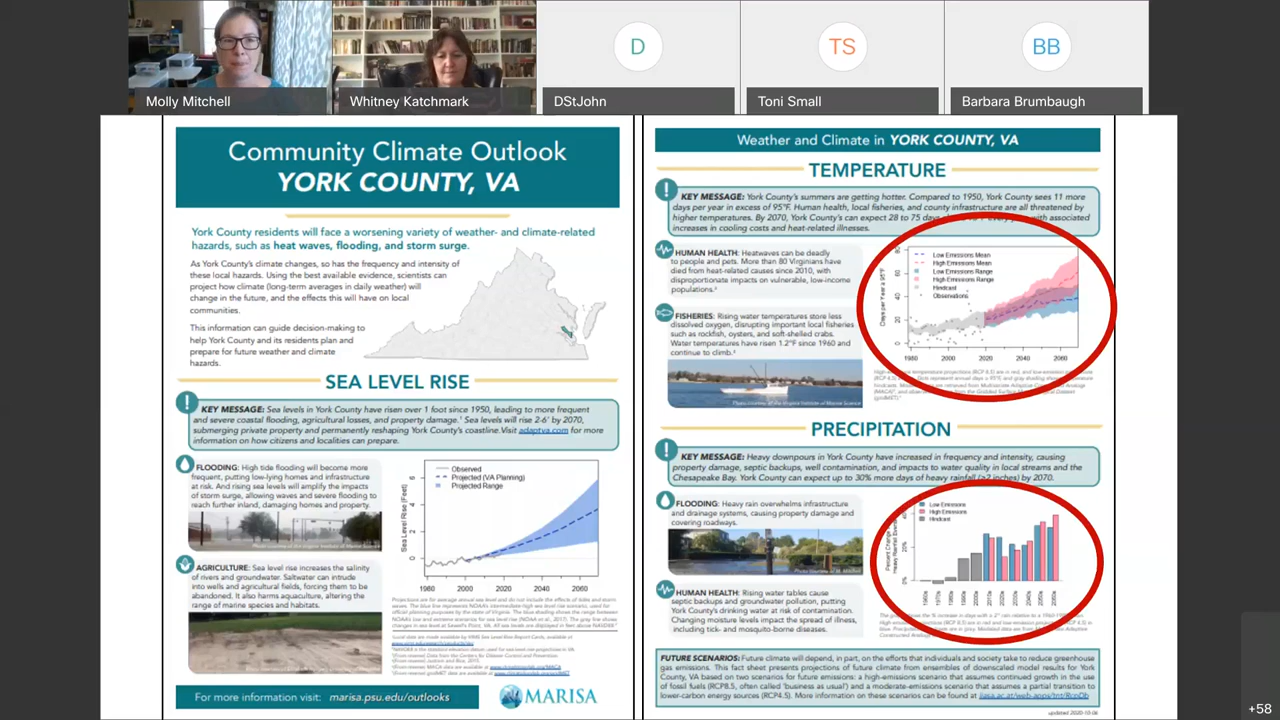 D
TS
BB
Molly Mitchell
Whitney Katchmark
DStJohn
Toni Small
Barbara Brumbaugh
Community Climate Outlook
YORK COUNTY, VA
York County residents will face a worsening variety of weather- and climate-related
hazards, such as heat waves, flooding, and storm surge.
As York County's climate changes, so has the frequency and intensity of
these local hazards. Using the best available evidence, scientists can
project how climate (long-term averages in daily weather) will
change in the future, and the effects this will have on local
communities.
This information can guide decision-making to
help York County and its residents plan and
prepare for future weather and climate
hazards.
SEA LEVEL RISE
KEY MESSAGE: Sea levels in York County have risen over 1 foot since 1950, leading to more frequent
and severe coastal flooding, agricultural losses, and property damage.¹ Sea levels will rise 2-6' by 2070,
submerging private property and permanently reshaping York County's coastline.Visit adaptva.com for more
information on how citizens and localities can prepare.
FLOODING: High tide flooding will become more
frequent, putting low-lying homes and infrastructure
at risk. And rising sea levels will amplify the impacts
of storm surge, allowing waves and severe flooding to
reach further inland, damaging homes and property.
AGRICULTURE: Sea level rise increases the salinity
of rivers and groundwater. Saltwater can intrude
into wells and agricultural fields, forcing them to be
abandoned. It also harms aquaculture, altering the
range of marine species and habitats.
Observed
Projected (VA Planning)
Projected Range
Sea Level Rise (Feet)
6
4
2
0
1960 1980 2000 2020 2040 2060
For more information visit: marisa.psu.edu/outlooks
MARISA
Weather and Climate in YORK COUNTY, VA
TEMPERATURE
KEY MESSAGE: York County's summers are getting hotter. Compared to 1950, York County sees 11 more
days per year in excess of 95°F. Human health, local fisheries, and county infrastructure are all threatened by
higher temperatures. By 2070, York County's can expect 28 to 75 days with associated
increases in cooling costs and heat-related illnesses.
HUMAN HEALTH: Heatwaves can be deadly
to people and pets. More than 80 Virginians have
died from heat-related causes since 2010, with
disproportionate impacts on vulnerable, low-income
populations.²
FISHERIES: Rising water temperatures store less
dissolved oxygen, disrupting important local fisheries
such as rockfish, oysters, and soft-shelled crabs.
Water temperatures have risen 1.2°F since 1960 and
continue to climb.³
Low Emissions Mean
High Emissions Mean
Low Emissions Range
High Emissions Range
Hindcast
Observations
60
40
20
0
1980 2000 2020 2040 2060
PRECIPITATION
KEY MESSAGE: Heavy downpours in York County have increased in frequency and intensity, causing
property damage, septic backups, well contamination, and impacts to water quality in local streams and the
Chesapeake Bay. York County can expect up to 30% more days of heavy rainfall (≥2 inches) by 2070.
FLOODING: Heavy rain overwhelms infrastructure
and drainage systems, causing property damage and
covering roadways.
HUMAN HEALTH: Rising water tables cause
septic backups and groundwater pollution, putting
York County's drinking water at risk of contamination.
Changing moisture levels impact the spread of illness,
including tick- and mosquito-borne diseases.
Low Emissions
High Emissions
Hindcast
20%
0%
FUTURE SCENARIOS: Future climate will depend, in part, on the efforts that individuals and society take to reduce greenhouse
gas emissions. This fact sheet presents projections of future climate from ensembles of downscaled model results for York
County, VA based on two scenarios for future emissions: a high-emissions scenario that assumes continued growth in the use
of fossil fuels (RCP8.5, often called 'business as usual') and a moderate-emissions scenario that assumes a partial transition to
lower-carbon energy sources (RCP4.5). More information on these scenarios can be found at iiasa.ac.at/web-apps/tnt/RcpDb
updated 2020-10-06
+58